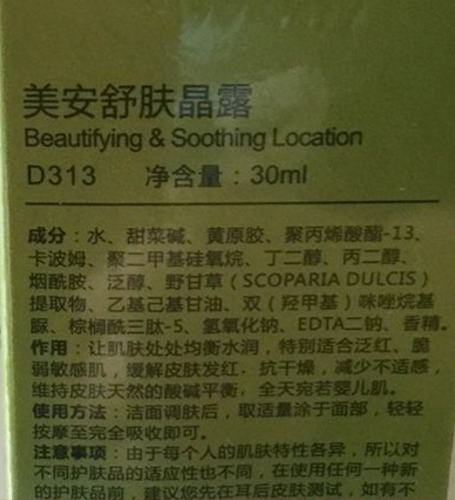 美安舒肤晶露
Beautifying & Soothing Location
D313 净含量：30ml
成分：水、甜菜碱、黄原胶、聚丙烯酸酯-13、
卡波姆、聚二甲基硅氧烷、丁二醇、丙二醇、
烟酰胺、泛醇、野甘草（SCOPARIA DULCIS）
提取物、乙基己基甘油、双（羟甲基）咪唑烷基
脲、棕榈酰三肽-5、氢氧化钠、EDTA二钠、香精。
作用：让肌肤处处均衡水润，特别适合泛红、脆
弱敏感肌，缓解皮肤发红，抗干燥，减少不适感，
维持皮肤天然的酸碱平衡，全天宛若婴儿肌。
使用方法：洁面调肤后，取适量涂于面部，轻轻
按摩至完全吸收即可。
注意事项：由于每个人的肌肤特性各异，所以对
不同护肤品的适应性也不同，在使用任何一种新
的护肤品前，建议您先在耳后皮肤测试，如有不